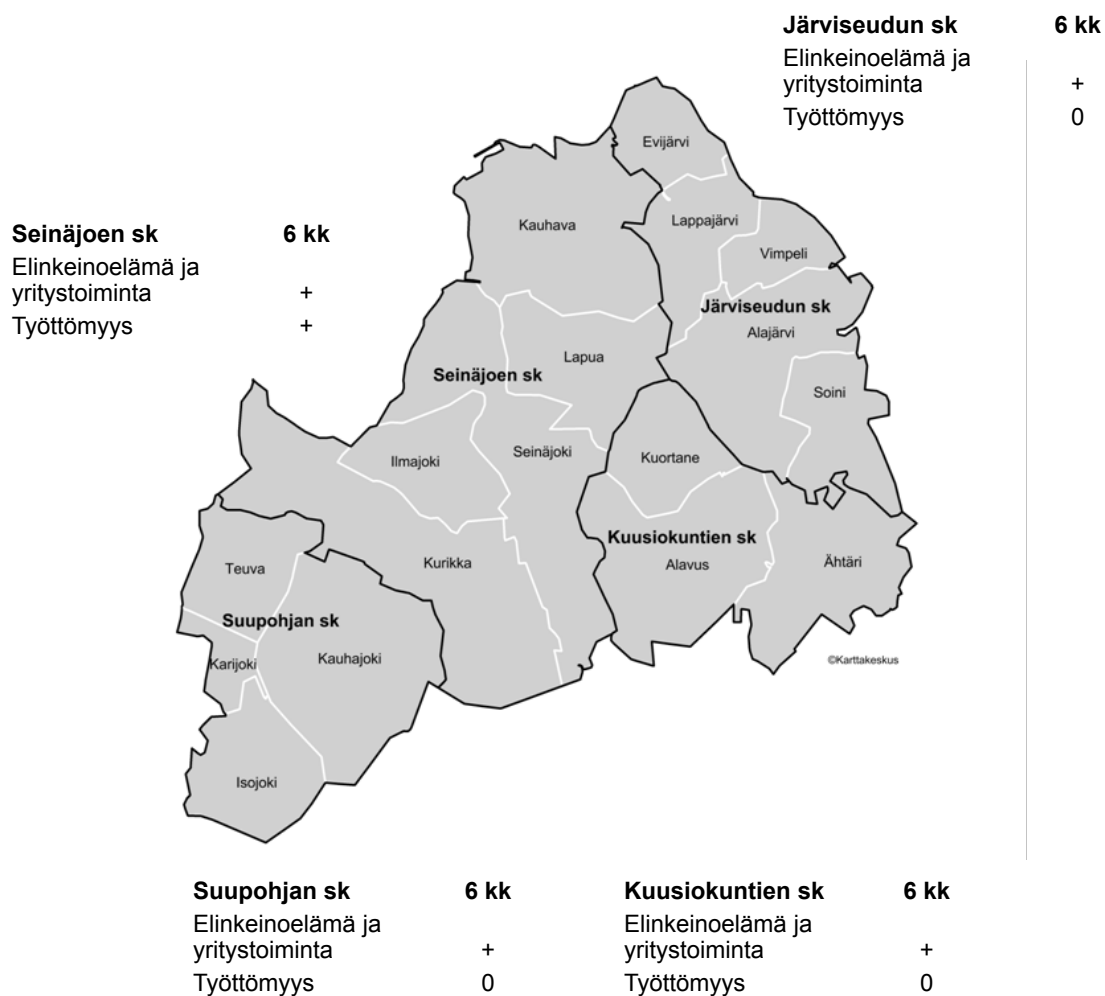 Järviseudun sk 6 kk
Elinkeinoelämä ja
yritystoiminta +
Työttömyys 0
Seinäjoen sk 6 kk
Elinkeinoelämä ja
yritystoiminta +
Työttömyys +
Evijärvi
Kauhava
Lappajärvi
Vimpeli
Järviseudun sk
Alajärvi
Lapua
Seinäjoen sk
Soini
Ilmajoki
Seinäjoki
Kuortane
Kuusiokuntien sk
Alavus
Ähtäri
Kurikka
Teuva
Suupohjan sk
Karijoki
Kauhajoki
©Karttakeskus
Isojoki
Suupohjan sk 6 kk
Elinkeinoelämä ja
yritystoiminta +
Työttömyys 0
Kuusiokuntien sk 6 kk
Elinkeinoelämä ja
yritystoiminta +
Työttömyys 0